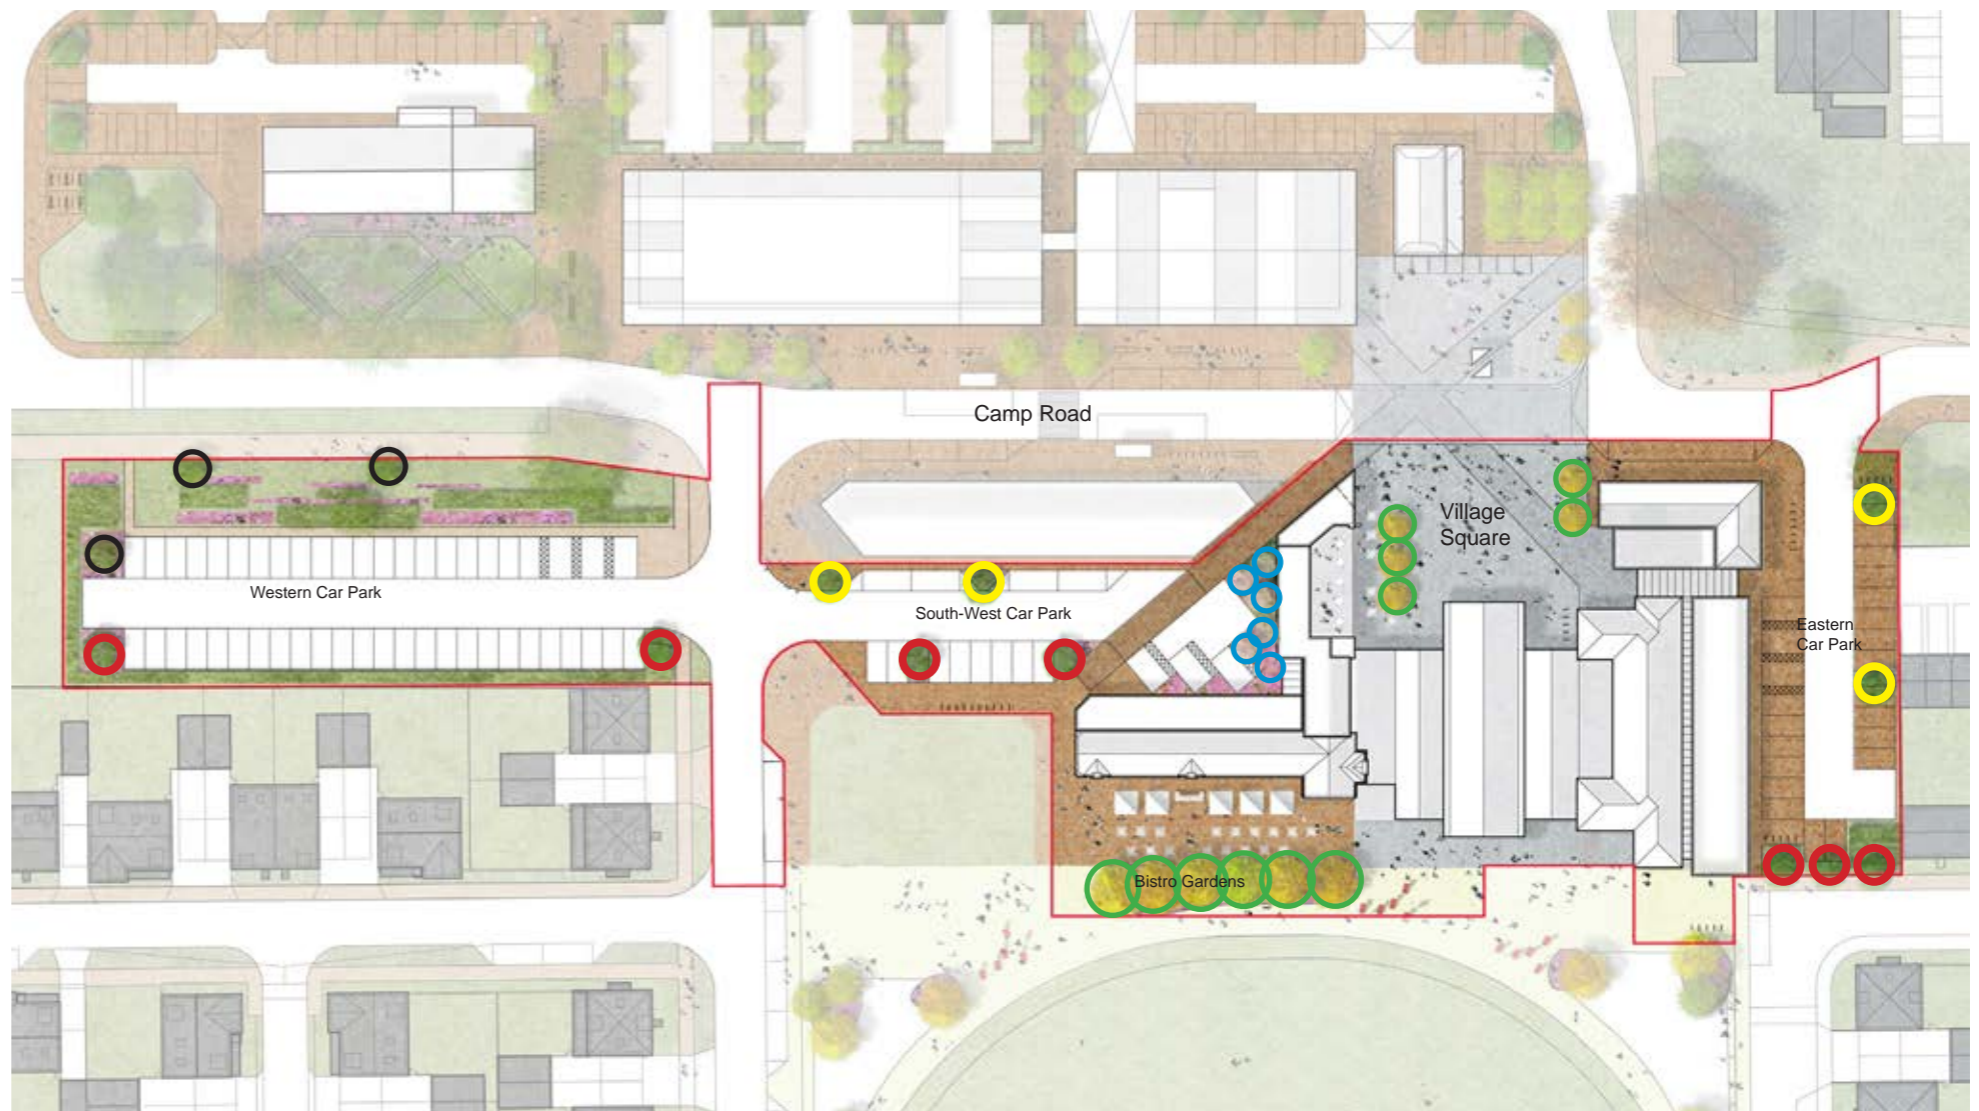 Camp Road
Village
Square
Western Car Park
South-West Car Park
Eastern
Car Park
Bistro Gardens